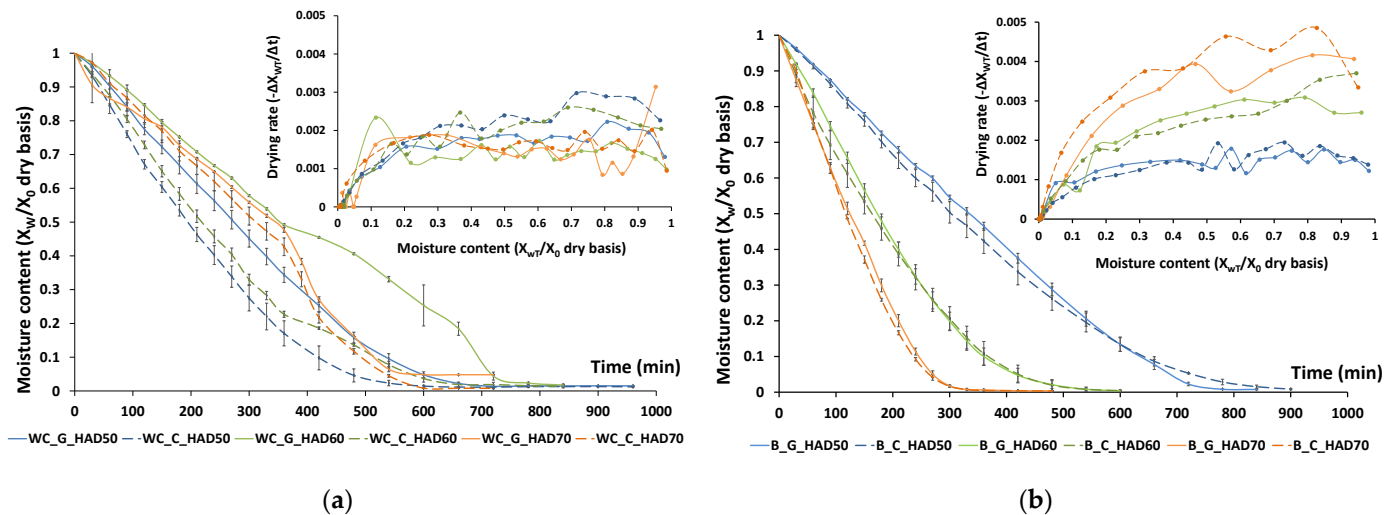 0.005
0.004
0.003
0.002
0.001
0
Drying rate (-ΔX_WT/Δt)
0 0.1 0.2 0.3 0.4 0.5 0.6 0.7 0.8 0.9 1
Moisture content (X_wT/X_0 dry basis)
1
0.9
0.8
0.7
0.6
0.5
0.4
0.3
0.2
0.1
0
Moisture content (X_W/X_0 dry basis)
Time (min)
0 100 200 300 400 500 600 700 800 900 1000
WC_G_HAD50 WC_C_HAD50 WC_G_HAD60 WC_C_HAD60 WC_G_HAD70 WC_C_HAD70
(a)
0.005
0.004
0.003
0.002
0.001
0
Drying rate (-ΔX_WT/Δt)
0 0.1 0.2 0.3 0.4 0.5 0.6 0.7 0.8 0.9 1
Moisture content (X_wT/X_0 dry basis)
1
0.9
0.8
0.7
0.6
0.5
0.4
0.3
0.2
0.1
0
Moisture content (X_W/X_0 dry basis)
Time (min)
0 100 200 300 400 500 600 700 800 900 1000
B_G_HAD50 B_C_HAD50 B_G_HAD60 B_C_HAD60 B_G_HAD70 B_C_HAD70
(b)